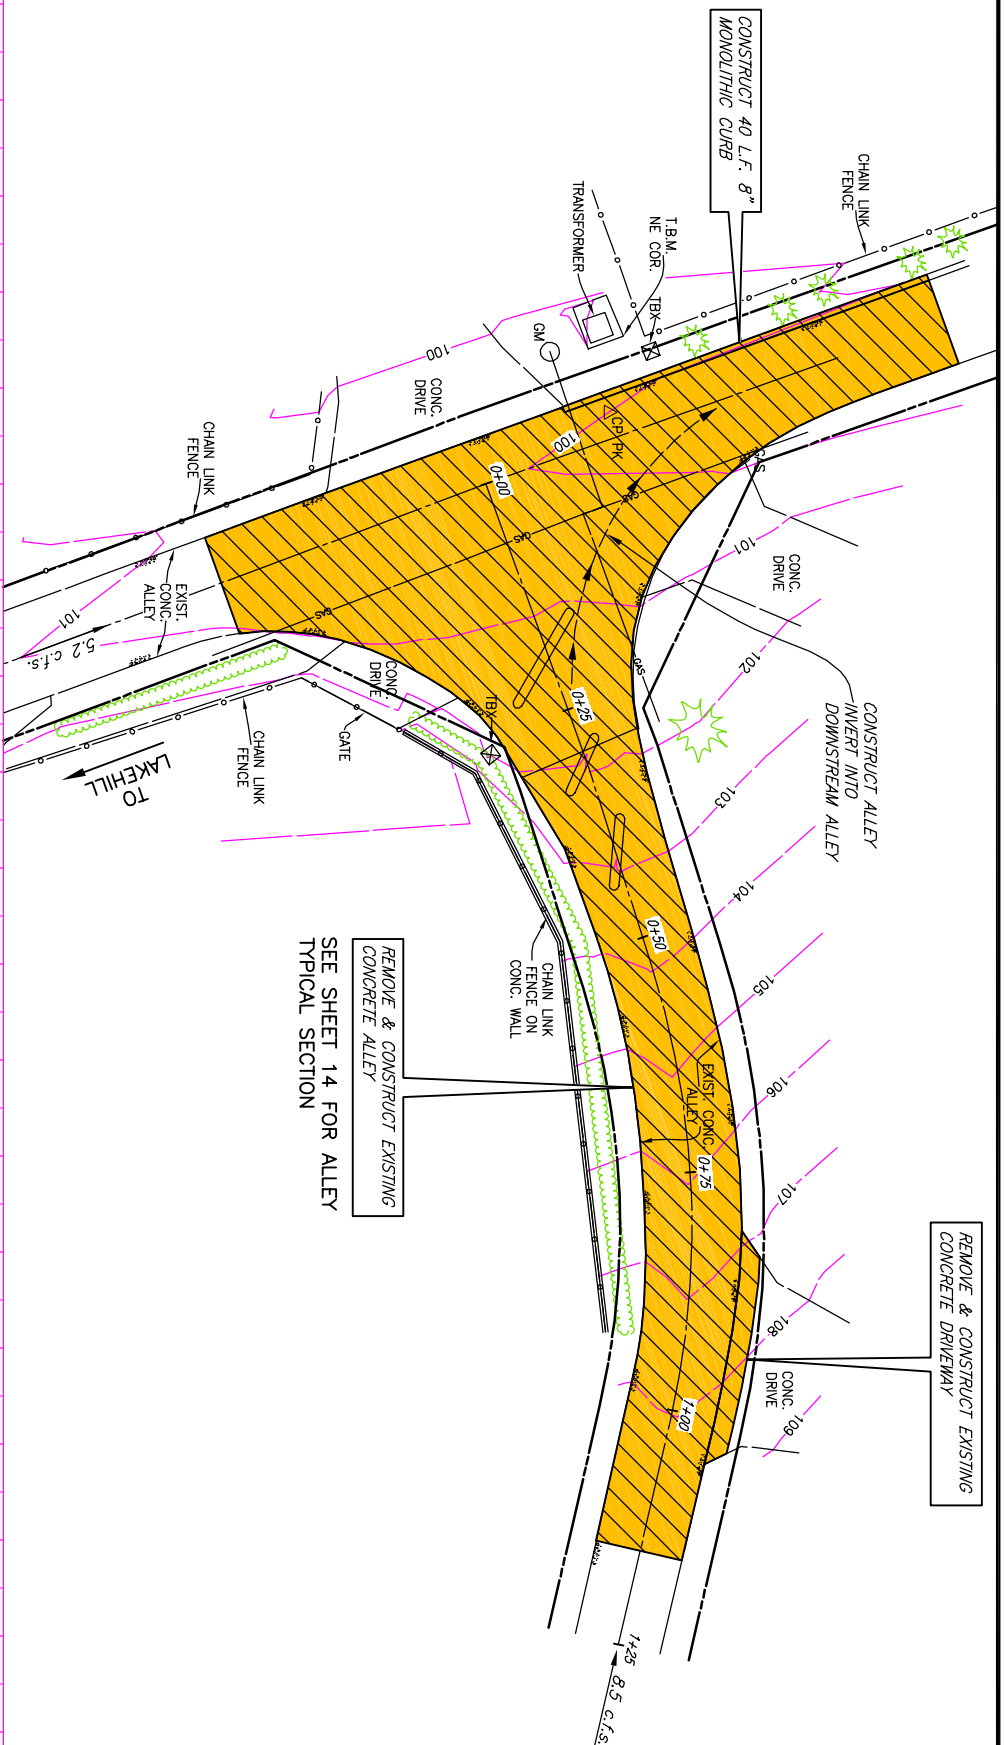 CONSTRUCT 40 L.F. 8"
MONOLITHIC CURB
CHAIN LINK
FENCE
T.B.M.
NE COR.
TRANSFORMER
TBX
GM
100
CONC.
DRIVE
CHAIN LINK
FENCE
CP PK
100
0+00
GAS
GAS
GAS
GAS
GAS
101
CONC.
DRIVE
102
CONSTRUCT ALLEY
INVERT INTO
DOWNSTREAM ALLEY
EXIST.
CONC.
ALLEY
101
5.2 c.f.s.
CONC.
DRIVE
TBX
GATE
CHAIN LINK
FENCE
TO
LAKEHILL
0+25
103
104
0+50
105
CHAIN LINK
FENCE ON
CONC. WALL
REMOVE & CONSTRUCT EXISTING
CONCRETE ALLEY
SEE SHEET 14 FOR ALLEY
TYPICAL SECTION
EXIST. CONC.
ALLEY
106
0+75
107
REMOVE & CONSTRUCT EXISTING
CONCRETE DRIVEWAY
108
CONC.
DRIVE
109
1+00
1+25
8.5 c.f.s.